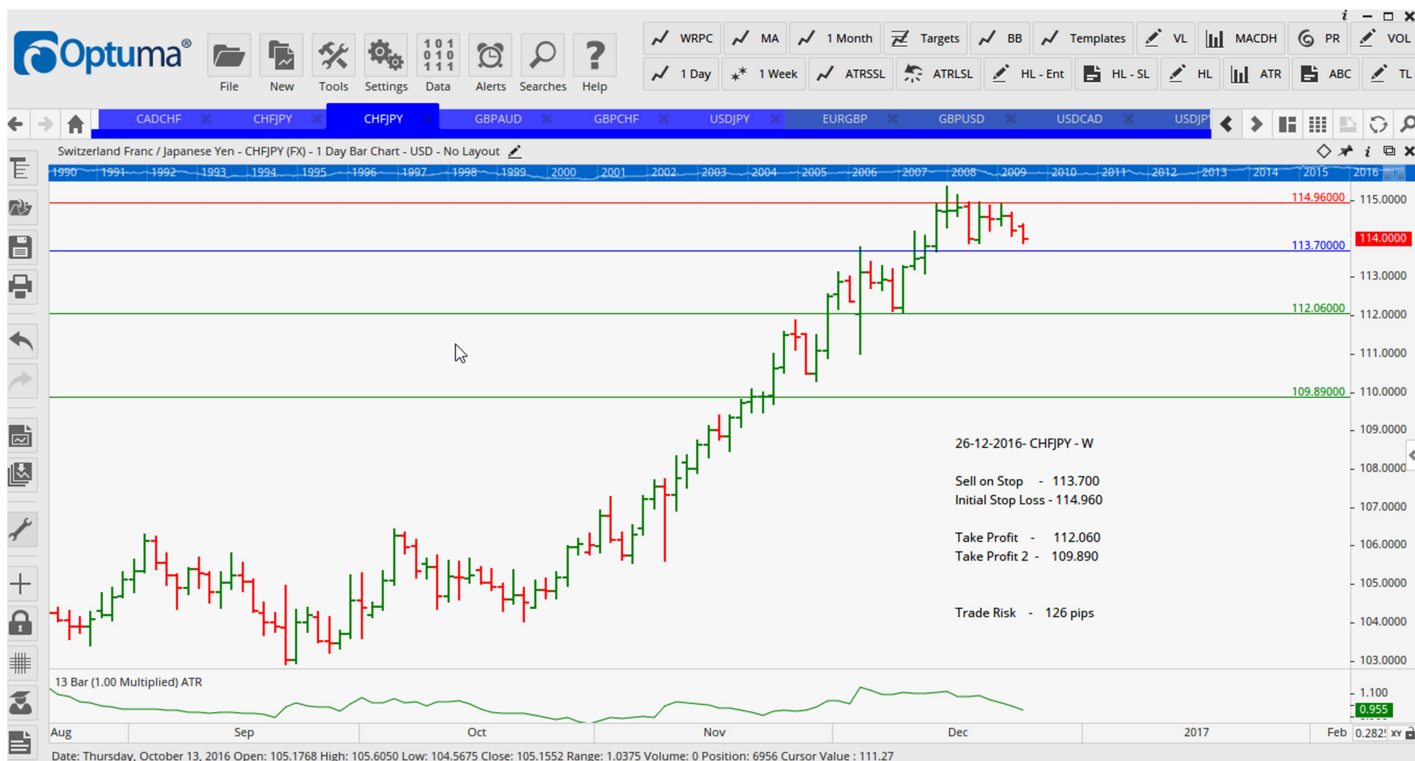 Optuma®
File New Tools Settings Data Alerts Searches Help
101
010
111
WRPC MA 1 Month Targets BB Templates VL MACDH PR VOL
1 Day 1 Week ATRSSL ATRLSL HL - Ent HL - SL HL ATR ABC TL
CADCHF CHFJPY CHFJPY GBPAUD GBPCHF USDJPY EURGBP GBPUSD USDCAD USDJPY
Switzerland Franc / Japanese Yen - CHFJPY (FX) - 1 Day Bar Chart - USD - No Layout
1990 1991 1992 1993 1994 1995 1996 1997 1998 1999 2000 2001 2002 2003 2004 2005 2006 2007 2008 2009 2010 2011 2012 2013 2014 2015 2016
114.96000
115.0000
114.0000
113.70000
113.0000
112.06000
112.0000
111.0000
109.89000
110.0000
109.0000
26-12-2016- CHFJPY - W
108.0000
Sell on Stop - 113.700
Initial Stop Loss - 114.960
107.0000
Take Profit - 112.060
106.0000
Take Profit 2 - 109.890
105.0000
Trade Risk - 126 pips
104.0000
103.0000
13 Bar (1.00 Multiplied) ATR
1.100
0.955
Aug Sep Oct Nov Dec 2017 Feb 0.282 XY
Date: Thursday, October 13, 2016 Open: 105.1768 High: 105.6050 Low: 104.5675 Close: 105.1552 Range: 1.0375 Volume: 0 Position: 6956 Cursor Value : 111.27